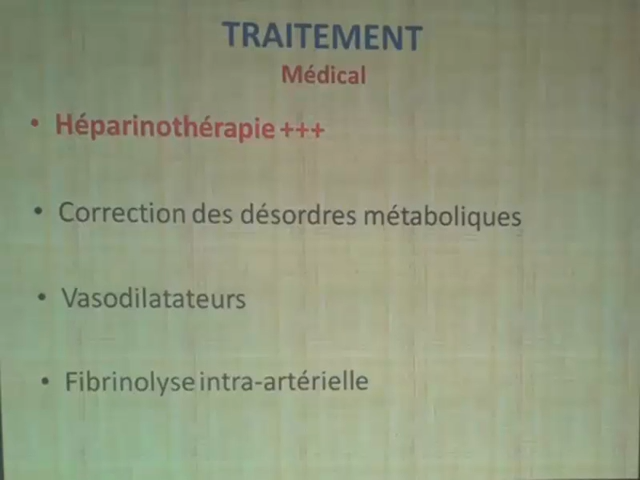 TRAITEMENT
Médical
• Héparinothérapie +++
• Correction des désordres métaboliques
• Vasodilatateurs
• Fibrinolyse intra-artérielle